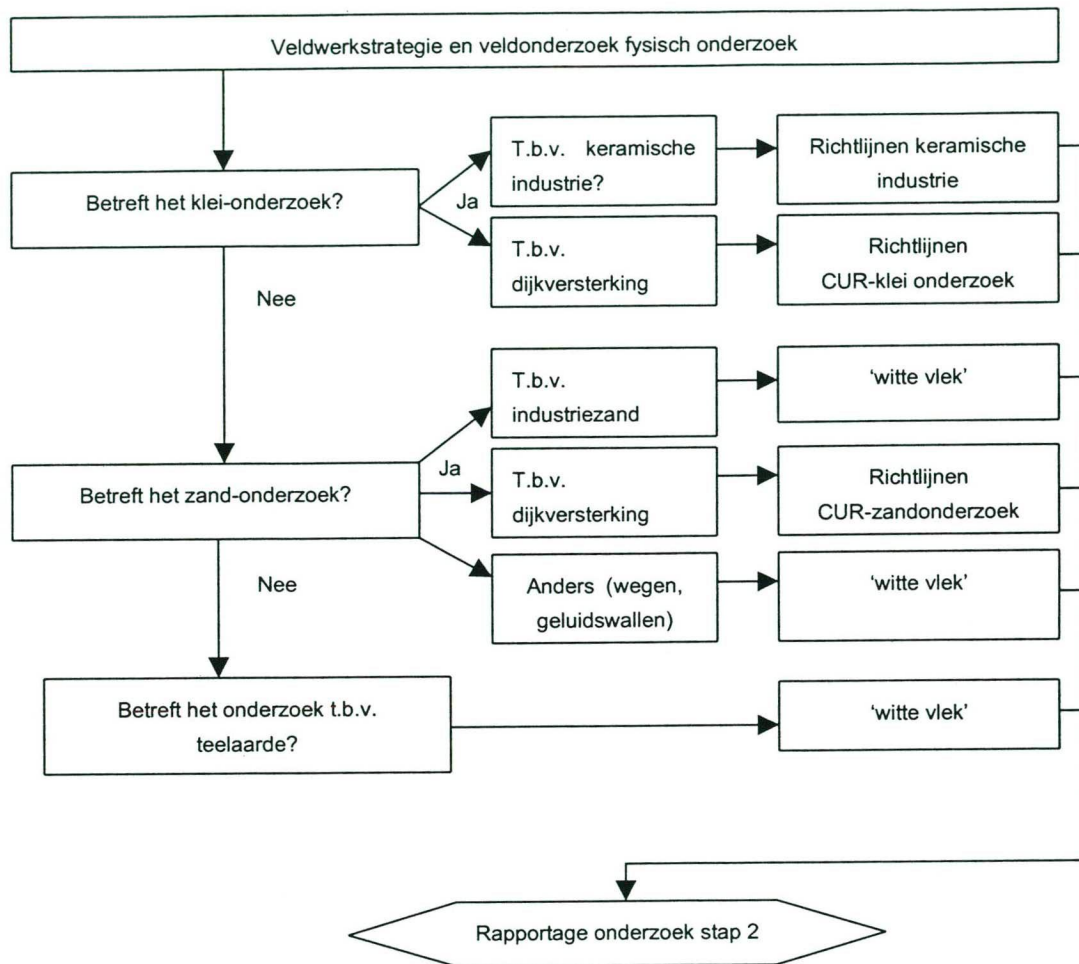 Veldwerkstrategie en veldonderzoek fysisch onderzoek
Betreft het klei-onderzoek?
Ja
T.b.v. keramische
industrie?
Richtlijnen keramische
industrie
T.b.v.
dijkversterking
Richtlijnen
CUR-klei onderzoek
Nee
Betreft het zand-onderzoek?
Ja
T.b.v.
industriezand
‘witte vlek’
T.b.v.
dijkversterking
Richtlijnen
CUR-zandonderzoek
Anders (wegen,
geluidswallen)
‘witte vlek’
Nee
Betreft het onderzoek t.b.v.
teelaarde?
‘witte vlek’
Rapportage onderzoek stap 2